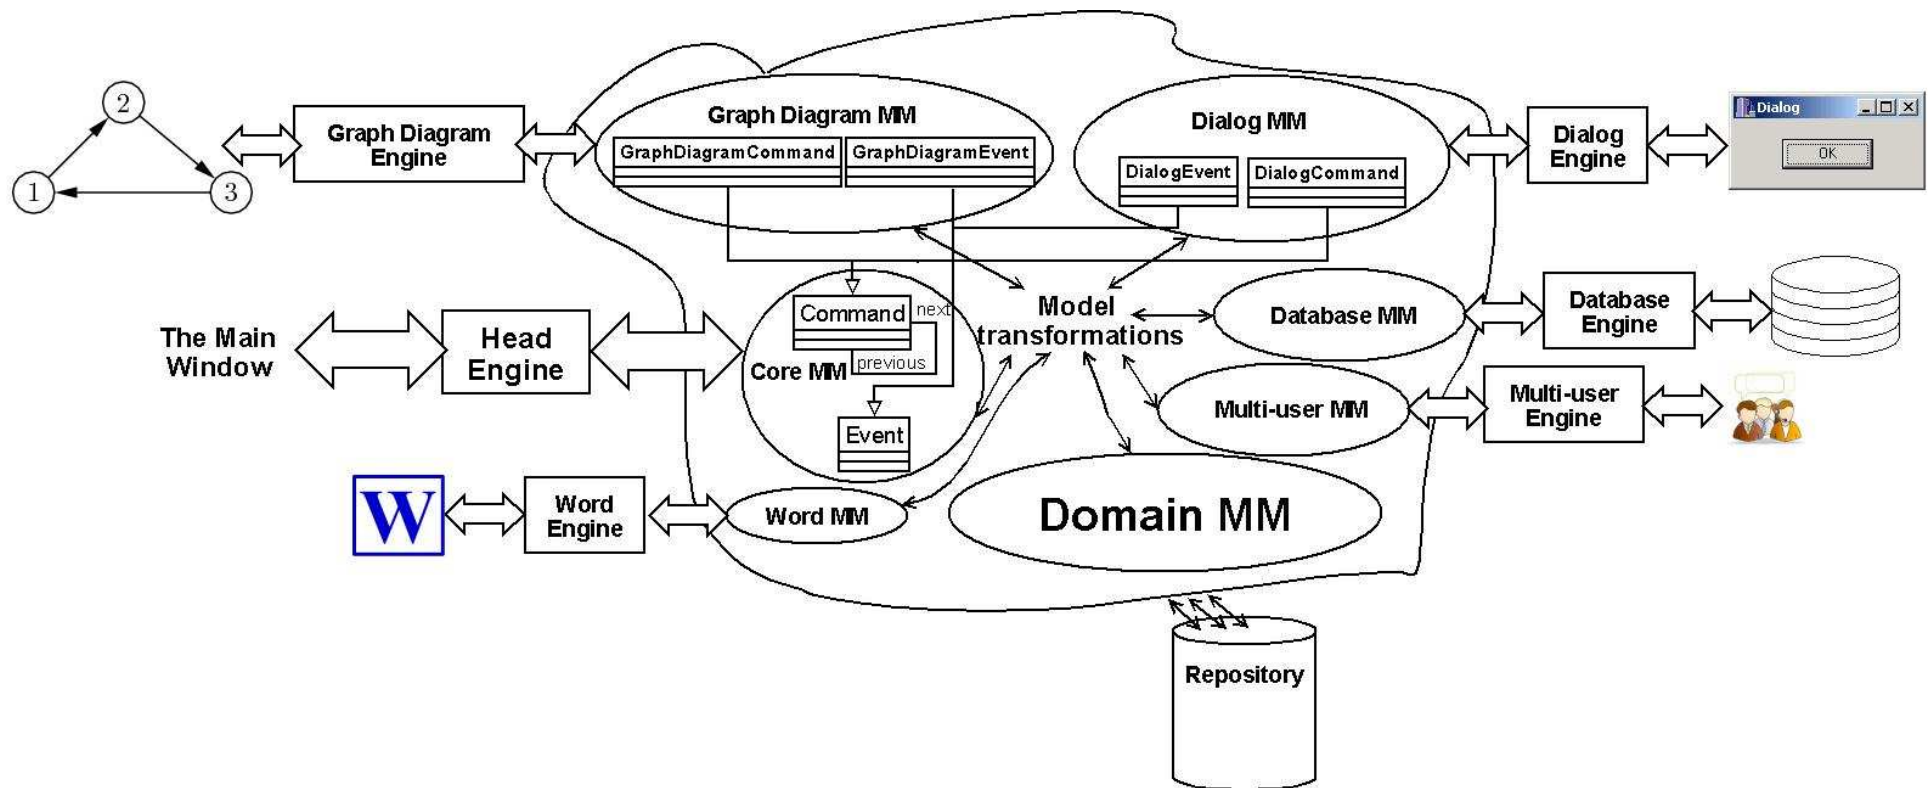 2
1
3
Graph Diagram
Engine
Graph Diagram MM
GraphDiagramCommand
GraphDiagramEvent
Dialog MM
DialogEvent
DialogCommand
Dialog
Engine
Dialog
OK
The Main
Window
Head
Engine
Command
next
previous
Core MM
Event
Model
transformations
Database MM
Database
Engine
Multi-user MM
Multi-user
Engine
W
Word
Engine
Word MM
Domain MM
Repository